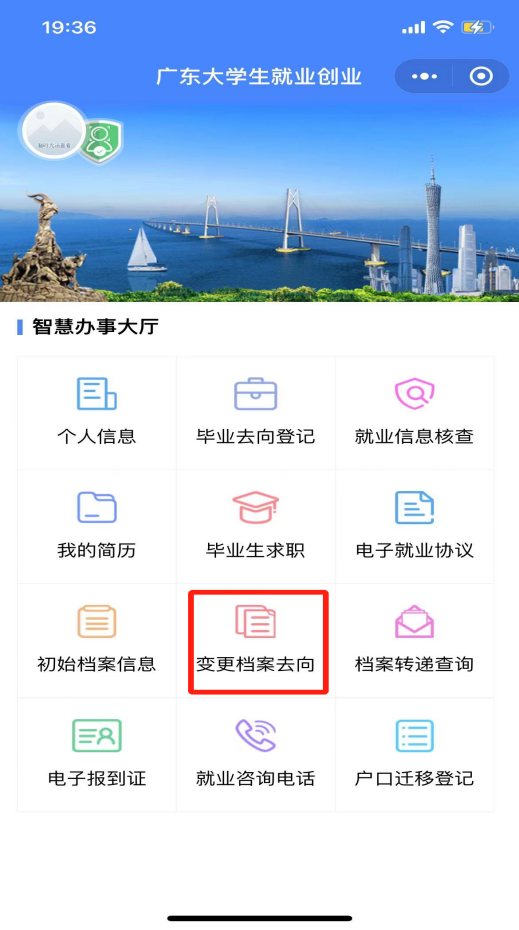 19:36
广东大学生就业创业
智慧办事大厅
个人信息
毕业去向登记
就业信息核查
我的简历
毕业生求职
电子就业协议
初始档案信息
变更档案去向
档案转递查询
电子报到证
就业咨询电话
户口迁移登记